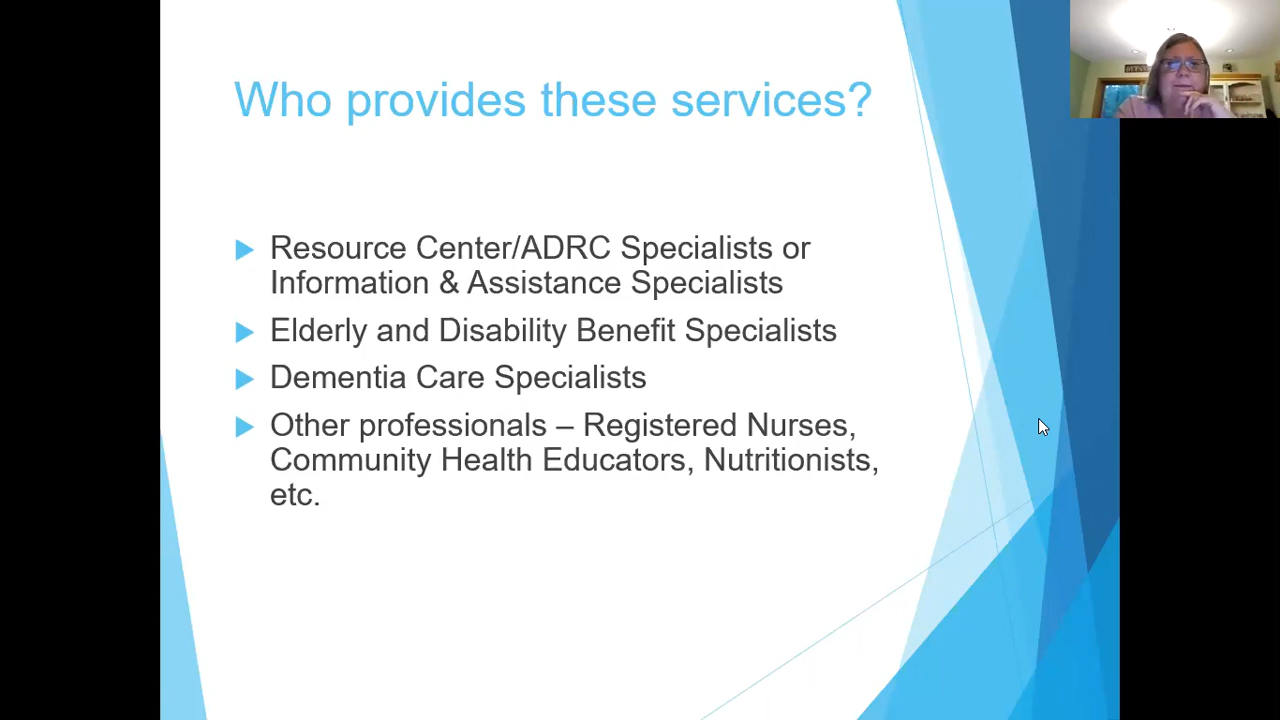 Who provides these services?
Resource Center/ADRC Specialists or
Information & Assistance Specialists
Elderly and Disability Benefit Specialists
Dementia Care Specialists
Other professionals – Registered Nurses,
Community Health Educators, Nutritionists,
etc.